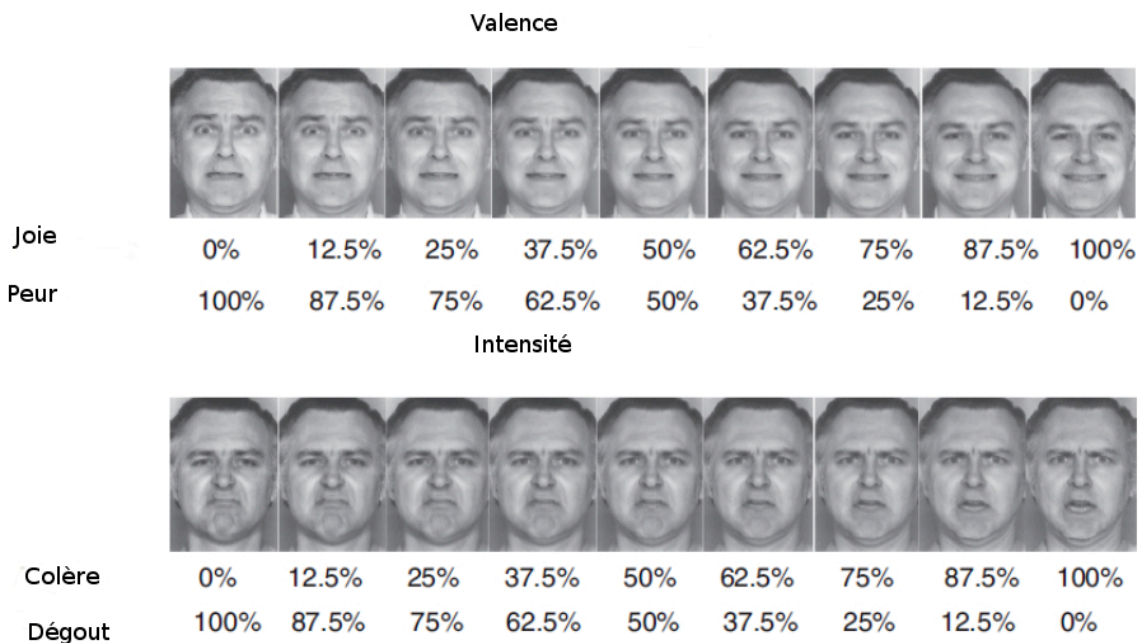 Valence
Joie 0% 12.5% 25% 37.5% 50% 62.5% 75% 87.5% 100%
Peur 100% 87.5% 75% 62.5% 50% 37.5% 25% 12.5% 0%
Intensité
Colère 0% 12.5% 25% 37.5% 50% 62.5% 75% 87.5% 100%
Dégout 100% 87.5% 75% 62.5% 50% 37.5% 25% 12.5% 0%